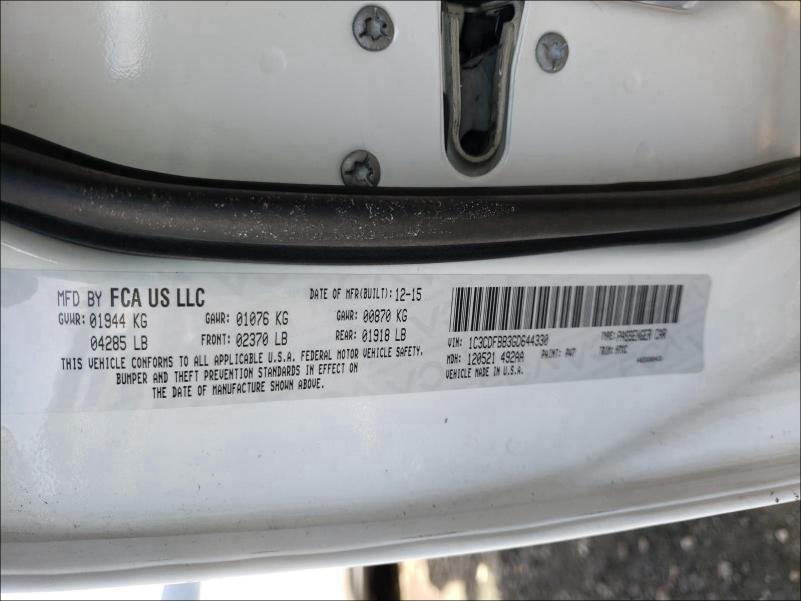 MFD BY FCA US LLC
DATE OF MFR(BUILT): 12-15
GVWR: 01944 KG
04285 LB
GAWR: 01076 KG
FRONT: 02370 LB
GAWR: 00870 KG
REAR: 01918 LB
THIS VEHICLE CONFORMS TO ALL APPLICABLE U.S.A. FEDERAL MOTOR VEHICLE SAFETY,
BUMPER AND THEFT PREVENTION STANDARDS IN EFFECT ON
THE DATE OF MANUFACTURE SHOWN ABOVE.
VIN: 1C3CDFBB3GD644330
TYPE: PASSENGER CAR
MDH: 120521 492AA
PAINT: PW7
TRIM:
VEHICLE MADE IN U.S.A.